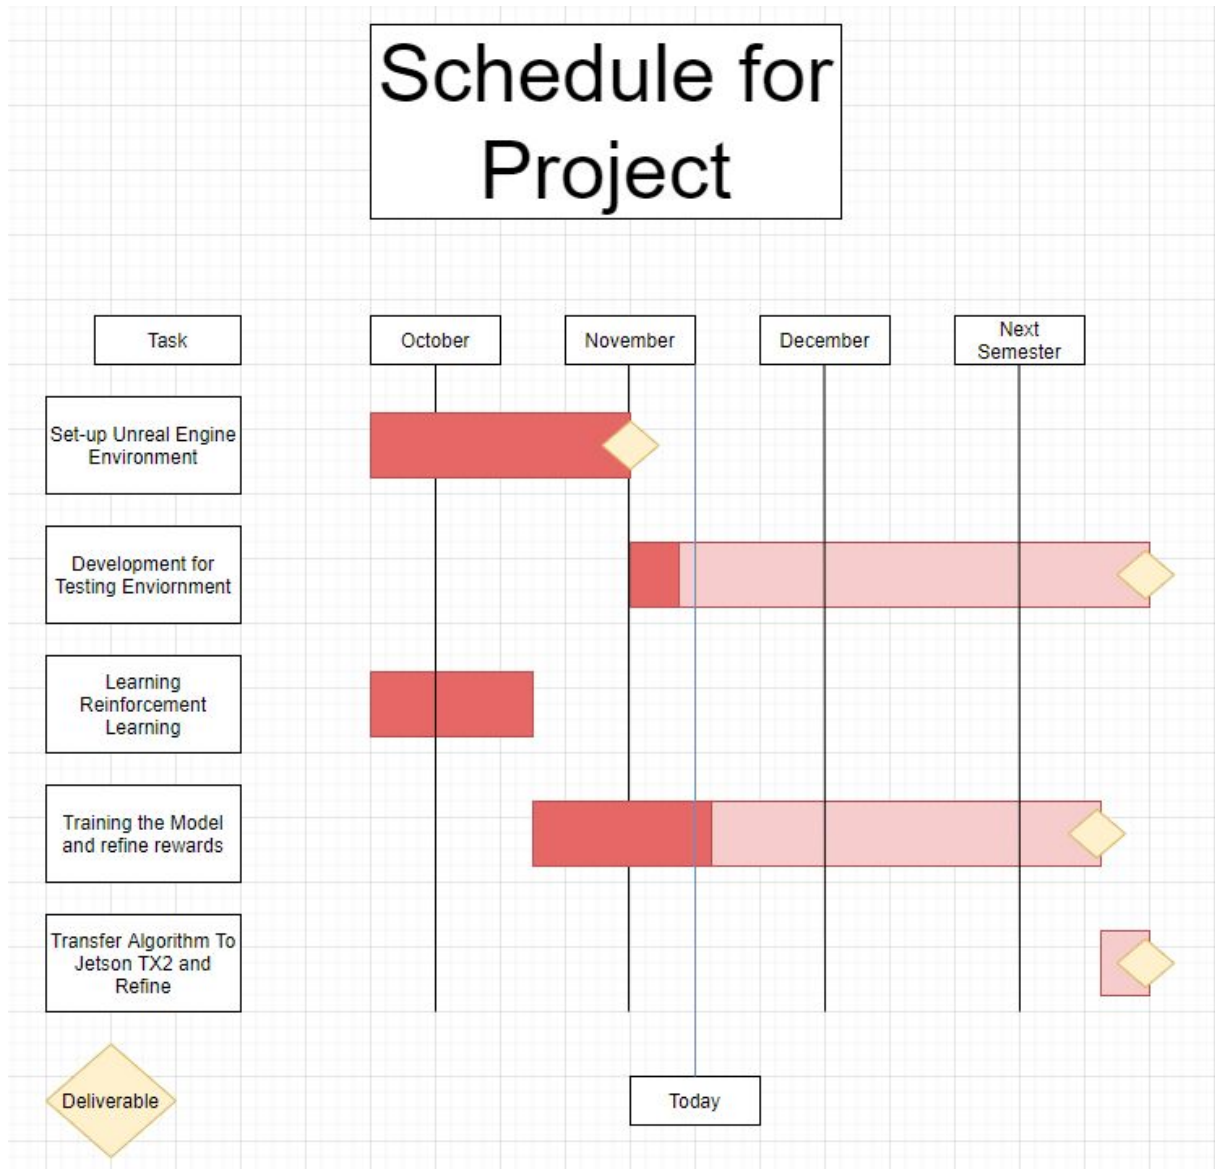 Schedule for
Project
Task
October
November
December
Next
Semester
Set-up Unreal Engine
Environment
Development for
Testing Enviornment
Learning
Reinforcement
Learning
Training the Model
and refine rewards
Transfer Algorithm To
Jetson TX2 and
Refine
Deliverable
Today